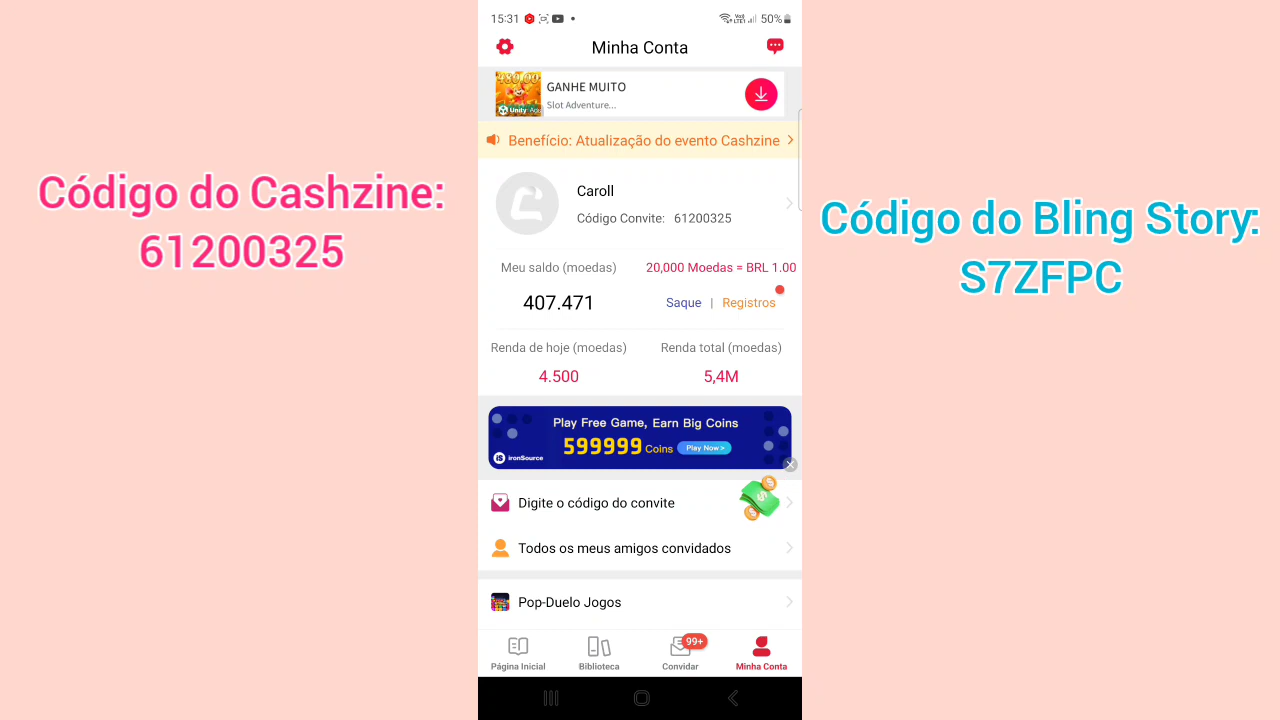 Código do Cashzine:
61200325
15:31
50%
Minha Conta
GANHE MUITO
Slot Adventure...
Benefício: Atualização do evento Cashzine
Caroll
Código Convite: 61200325
Meu saldo (moedas) 20,000 Moedas = BRL 1.00
407.471 Saque | Registros
Renda de hoje (moedas) Renda total (moedas)
4.500 5,4M
Play Free Game, Earn Big Coins
599999 Coins Play Now >
ironSource
Digite o código do convite
Todos os meus amigos convidados
Pop-Duelo Jogos
99+
Página Inicial Biblioteca Convidar Minha Conta
Código do Bling Story:
S7ZFPC